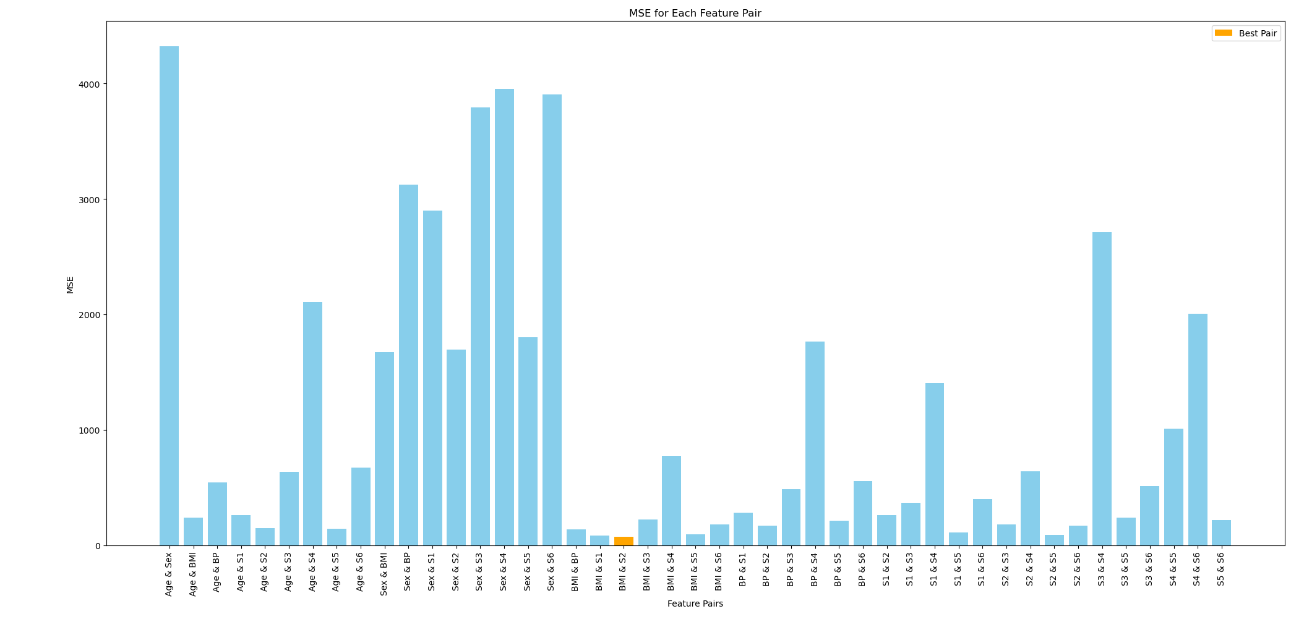 MSE for Each Feature Pair
Best Pair
MSE
4000
3000
2000
1000
0
Age & Sex
Age & BMI
Age & BP
Age & S1
Age & S2
Age & S3
Age & S4
Age & S5
Age & S6
Sex & BMI
Sex & BP
Sex & S1
Sex & S2
Sex & S3
Sex & S4
Sex & S5
Sex & S6
BMI & BP
BMI & S1
BMI & S2
BMI & S3
BMI & S4
BMI & S5
BMI & S6
BP & S1
BP & S2
BP & S3
BP & S4
BP & S5
BP & S6
S1 & S2
S1 & S3
S1 & S4
S1 & S5
S1 & S6
S2 & S3
S2 & S4
S2 & S5
S2 & S6
S3 & S4
S3 & S5
S3 & S6
S4 & S5
S4 & S6
S5 & S6
Feature Pairs